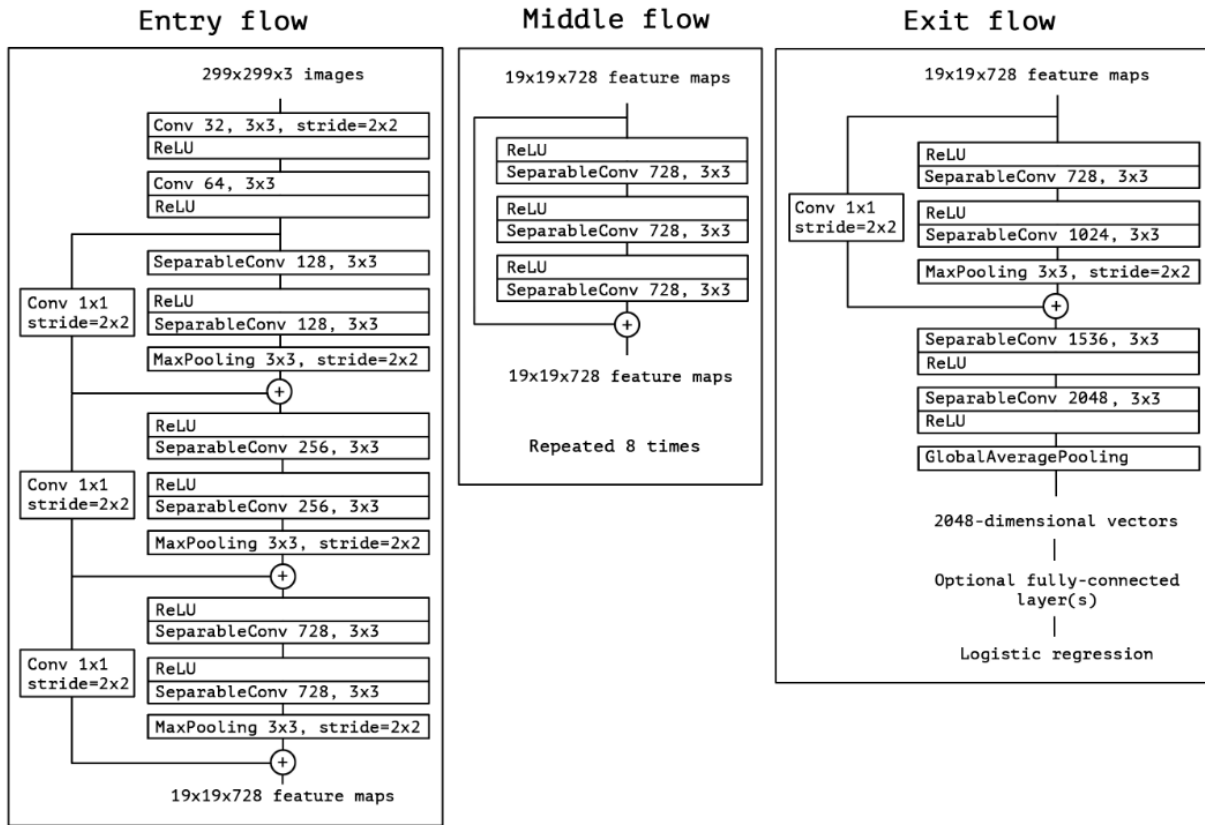 Entry flow
299x299x3 images
Conv 32, 3x3, stride=2x2
ReLU
Conv 64, 3x3
ReLU
SeparableConv 128, 3x3
Conv 1x1
stride=2x2
ReLU
SeparableConv 128, 3x3
MaxPooling 3x3, stride=2x2
+
ReLU
SeparableConv 256, 3x3
Conv 1x1
stride=2x2
ReLU
SeparableConv 256, 3x3
MaxPooling 3x3, stride=2x2
+
ReLU
SeparableConv 728, 3x3
Conv 1x1
stride=2x2
ReLU
SeparableConv 728, 3x3
MaxPooling 3x3, stride=2x2
+
19x19x728 feature maps
Middle flow
19x19x728 feature maps
ReLU
SeparableConv 728, 3x3
ReLU
SeparableConv 728, 3x3
ReLU
SeparableConv 728, 3x3
+
19x19x728 feature maps
Repeated 8 times
Exit flow
19x19x728 feature maps
ReLU
SeparableConv 728, 3x3
Conv 1x1
stride=2x2
ReLU
SeparableConv 1024, 3x3
MaxPooling 3x3, stride=2x2
+
SeparableConv 1536, 3x3
ReLU
SeparableConv 2048, 3x3
ReLU
GlobalAveragePooling
2048-dimensional vectors
Optional fully-connected
layer(s)
Logistic regression